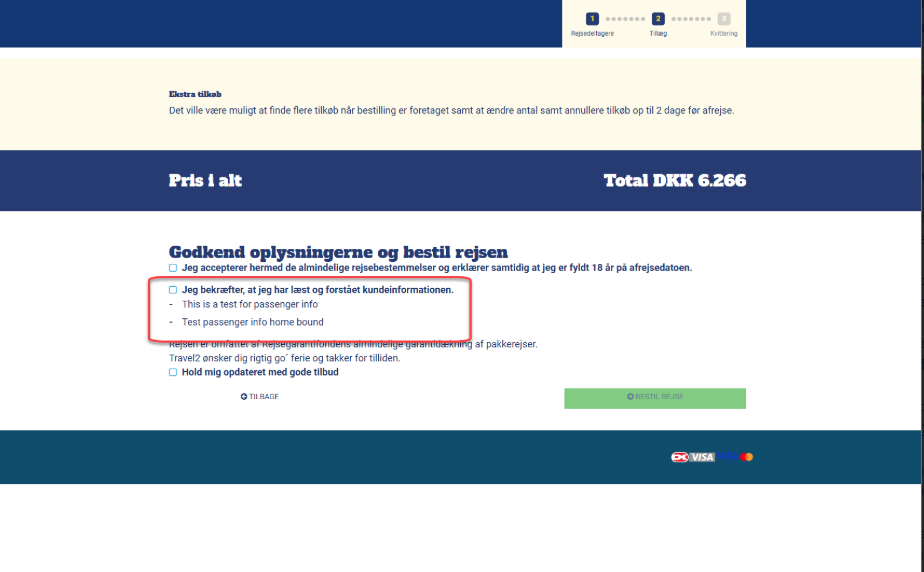 1 2 3
Rejsedeltagere Tillæg Kvittering
Ekstra tilkøb
Det ville være muligt at finde flere tilkøb når bestilling er foretaget samt at ændre antal samt annullere tilkøb op til 2 dage før afrejse.
Pris i alt Total DKK 6.266
Godkend oplysningerne og bestil rejsen
Jeg accepterer hermed de almindelige rejsebestemmelser og erklærer samtidig at jeg er fyldt 18 år på afrejsedatoen.
Jeg bekræfter, at jeg har læst og forstået kundeinformationen.
- This is a test for passenger info
- Test passenger info home bound
Rejsen er omfattet af Rejsegarantifondens almindelige garantidækning af pakkerejser.
Travel2 ønsker dig rigtig go´ ferie og takker for tilliden.
Hold mig opdateret med gode tilbud
TILBAGE BESTIL REJSE
DK VISA